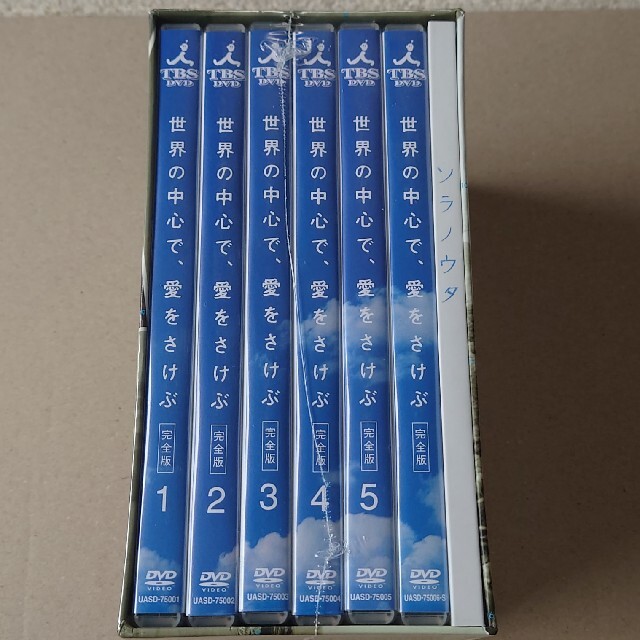 TBS
DVD
世界の中心で、愛をさけぶ
完全版
1
DVD
VIDEO
UASD-75001
TBS
DVD
世界の中心で、愛をさけぶ
完全版
2
DVD
VIDEO
UASD-75002
TBS
DVD
世界の中心で、愛をさけぶ
完全版
3
DVD
VIDEO
UASD-75003
TBS
DVD
世界の中心で、愛をさけぶ
完全版
4
DVD
VIDEO
UASD-75004
TBS
DVD
世界の中心で、愛をさけぶ
完全版
5
DVD
VIDEO
UASD-75005
TBS
DVD
世界の中心で、愛をさけぶ
完全版
DVD
VIDEO
UASD-75006-S
ソラノウタ